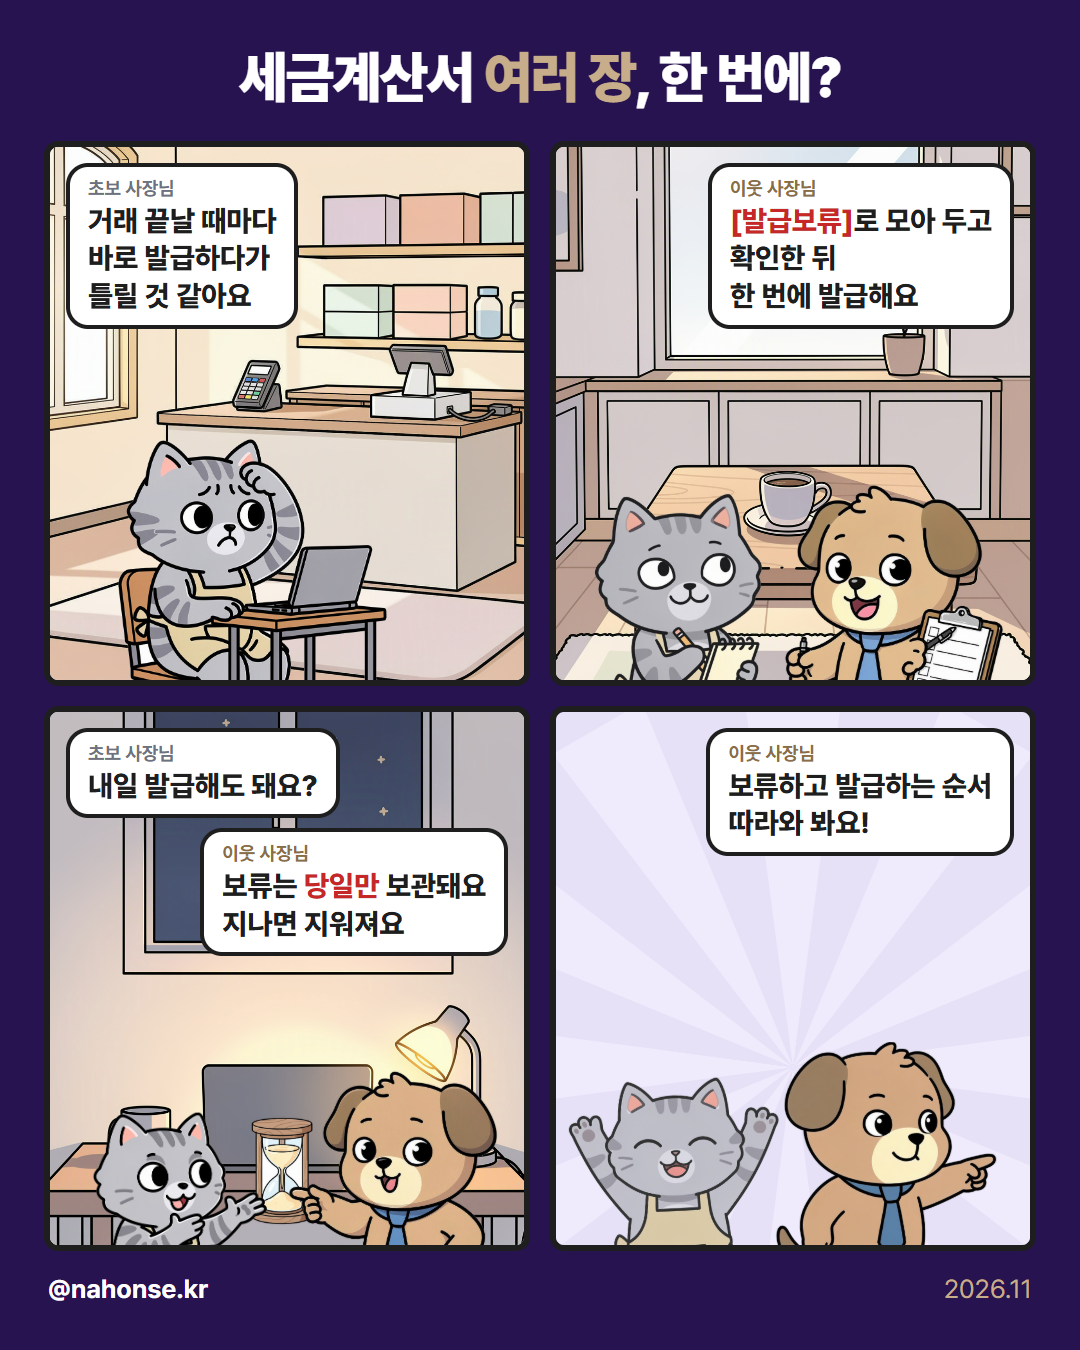 세금계산서 여러 장, 한 번에?
초보 사장님
거래 끝날 때마다
바로 발급하다가
틀릴 것 같아요
이웃 사장님
[발급보류]로 모아 두고
확인한 뒤
한 번에 발급해요
초보 사장님
내일 발급해도 돼요?
이웃 사장님
보류는 당일만 보관돼요
지나면 지워져요
이웃 사장님
보류하고 발급하는 순서
따라와 봐요!
@nahonse.kr
2026.11